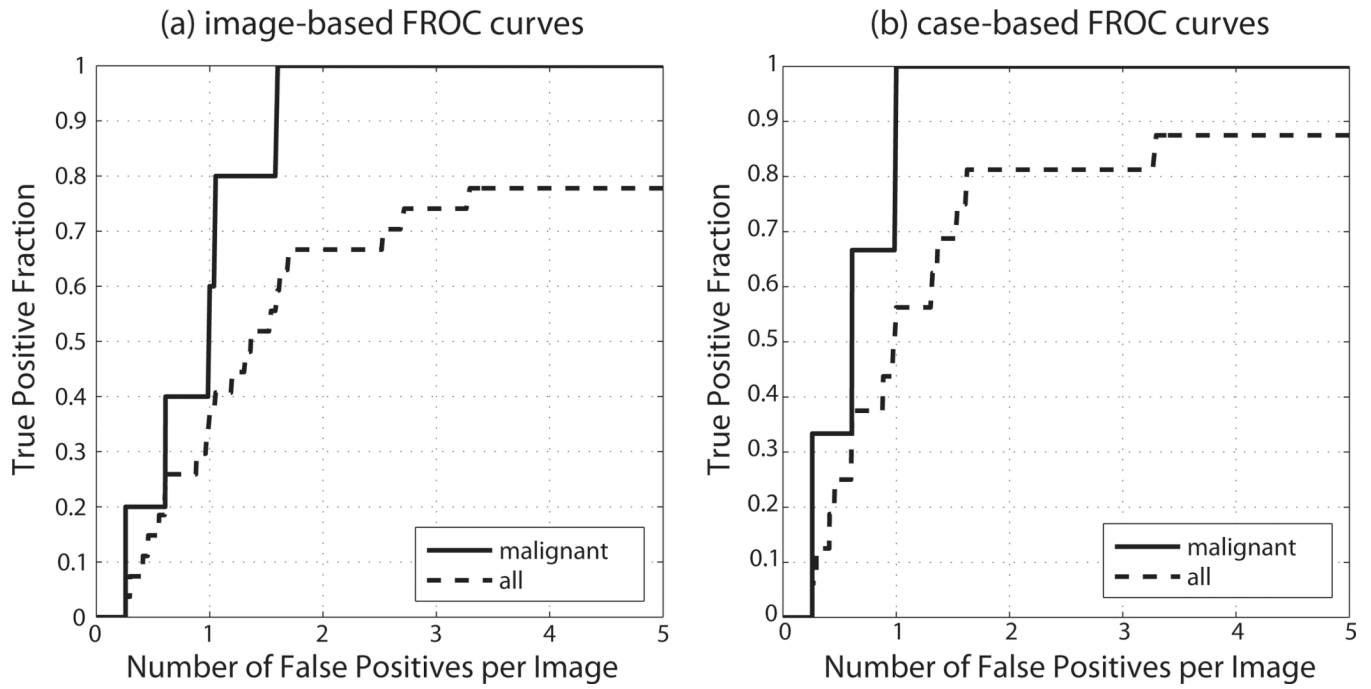 (a) image-based FROC curves
True Positive Fraction
1
0.9
0.8
0.7
0.6
0.5
0.4
0.3
0.2
0.1
0
0 1 2 3 4 5
Number of False Positives per Image
malignant
all
(b) case-based FROC curves
True Positive Fraction
1
0.9
0.8
0.7
0.6
0.5
0.4
0.3
0.2
0.1
0
0 1 2 3 4 5
Number of False Positives per Image
malignant
all